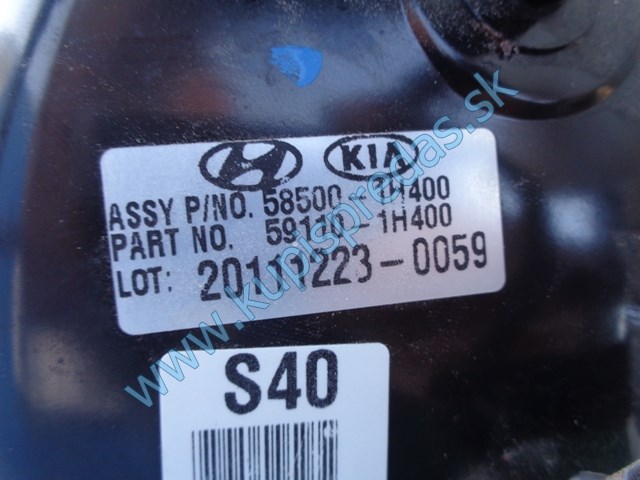 KIA
ASSY P/NO. 58500-1H400
PART NO. 59110-1H400
LOT: 20111223-0059
S40
www.kupispredas.sk